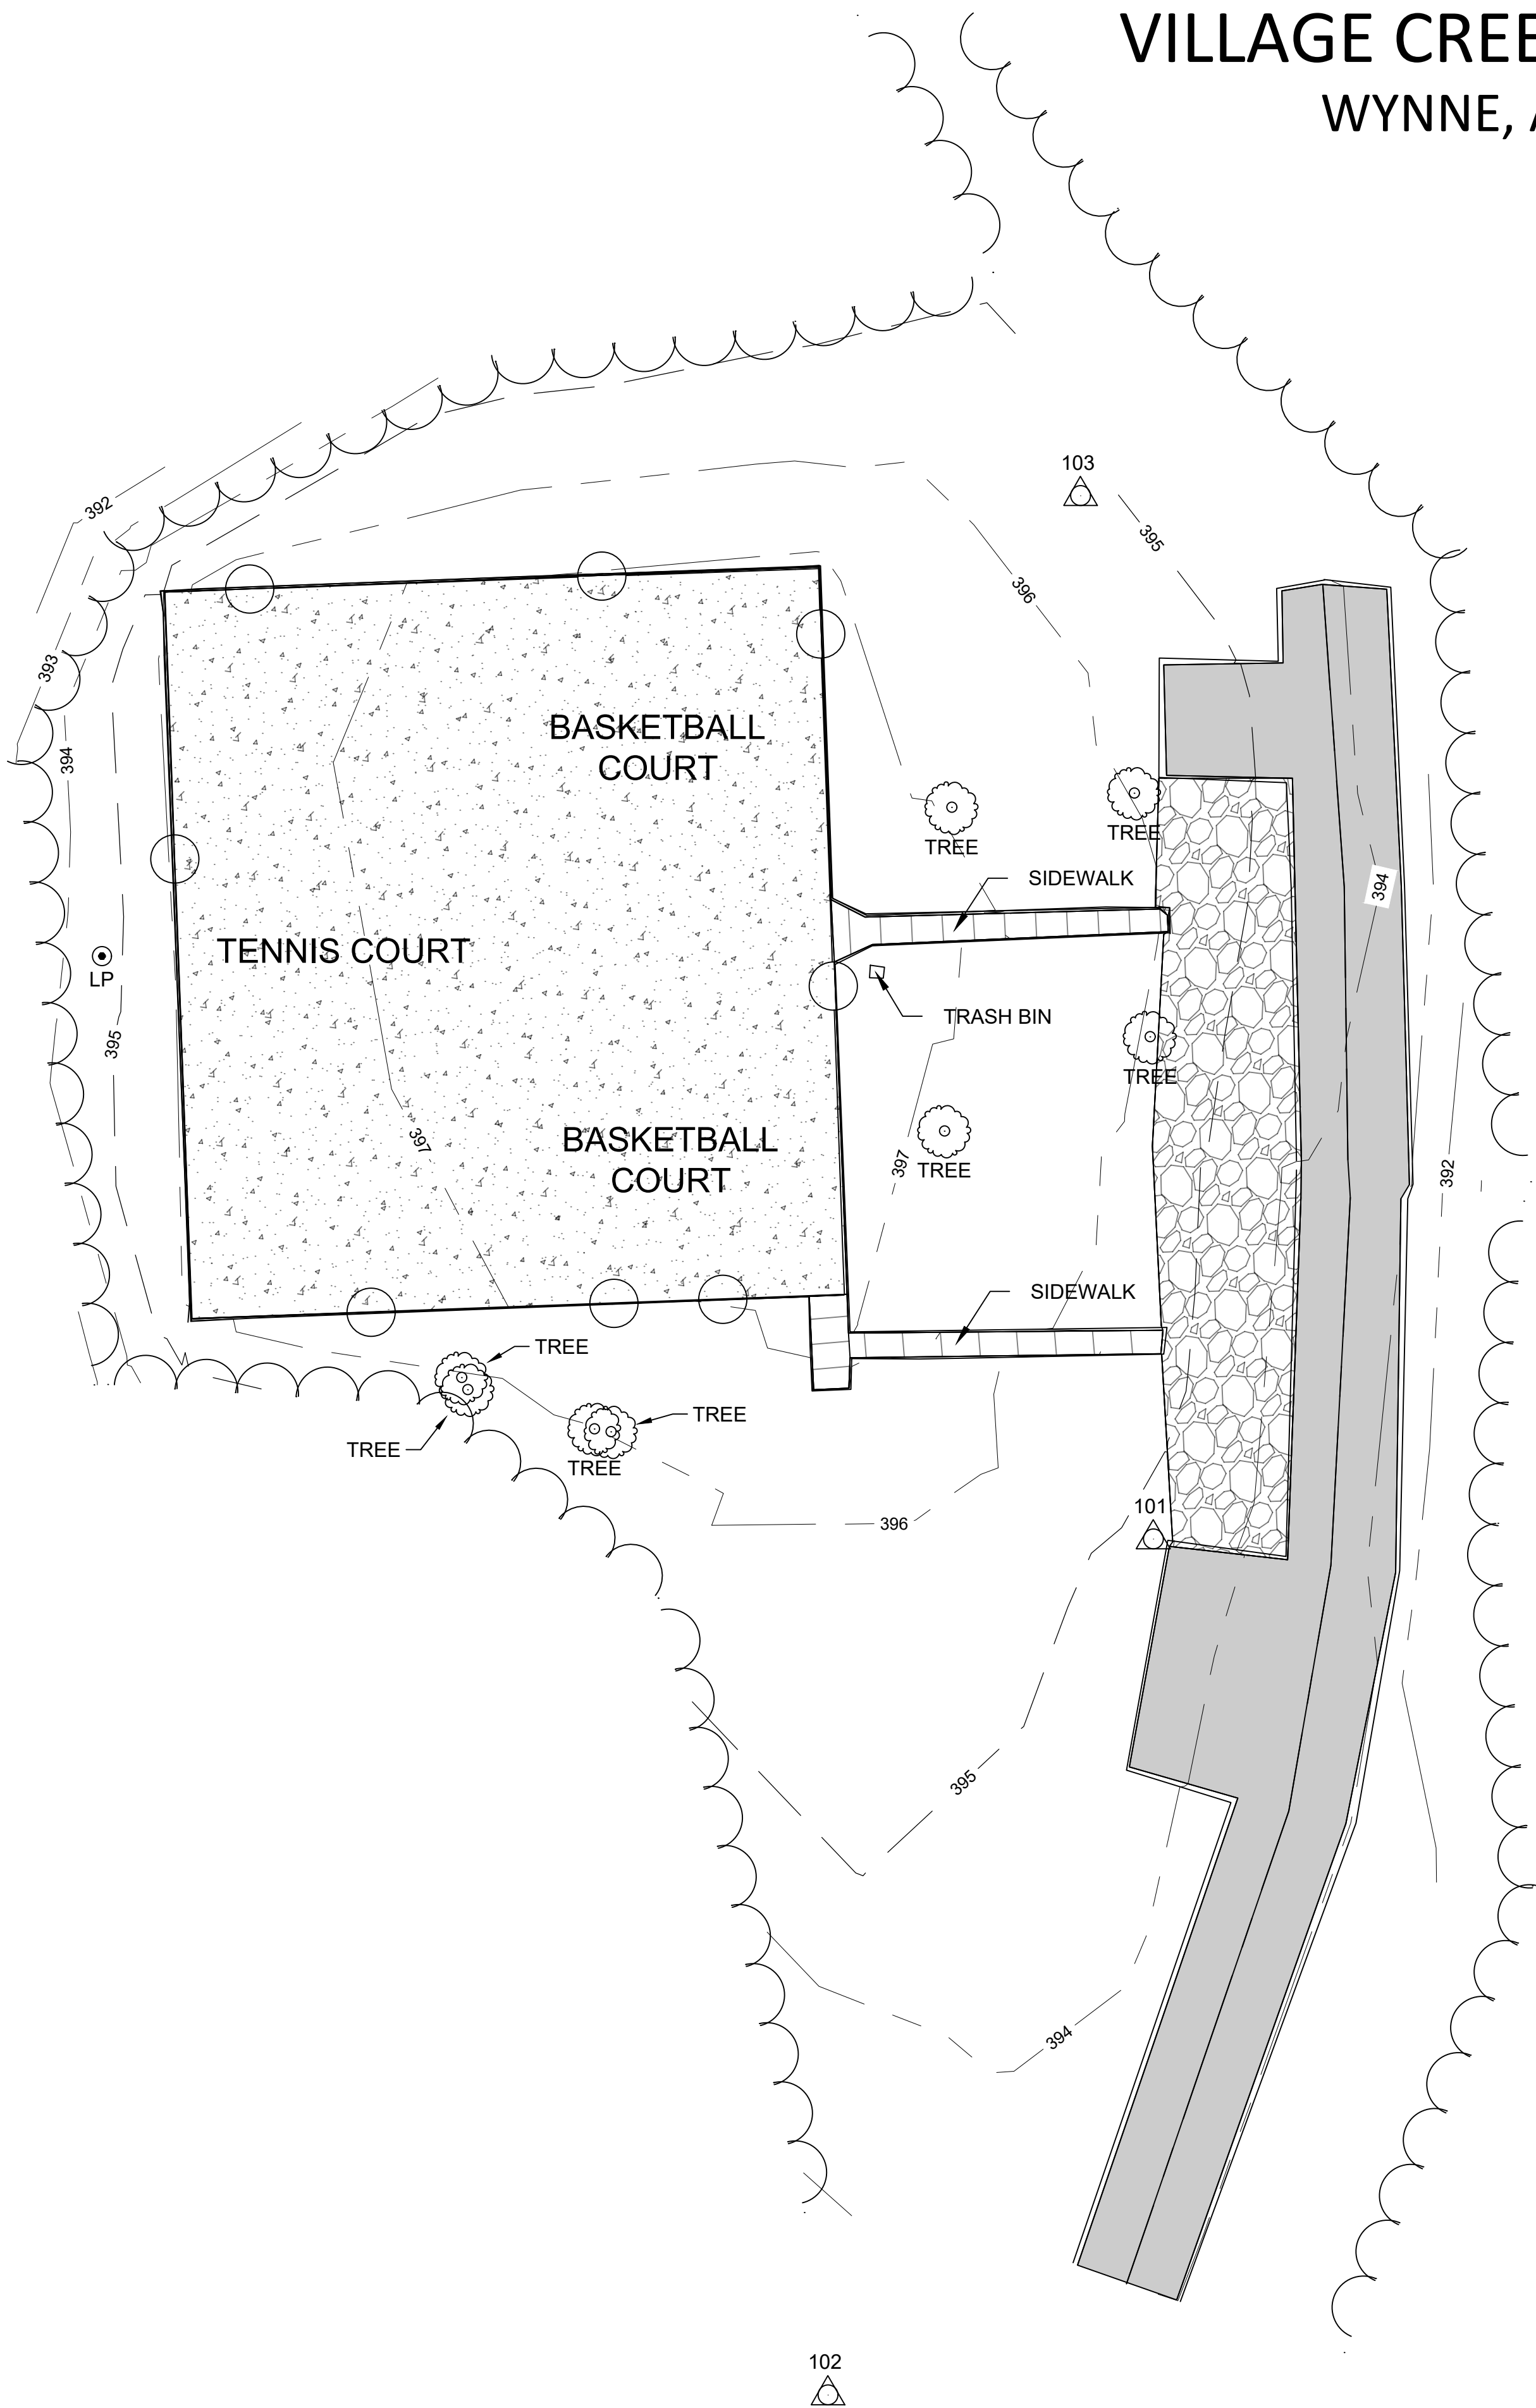 VILLAGE CREE
WYNNE, A
392
103
395
396
393
BASKETBALL
COURT
394
TREE
TREE
SIDEWALK
394
TENNIS COURT
LP
TRASH BIN
395
TREE
397
BASKETBALL
COURT
397
TREE
392
SIDEWALK
TREE
TREE
TREE
TREE
396
101
395
394
102